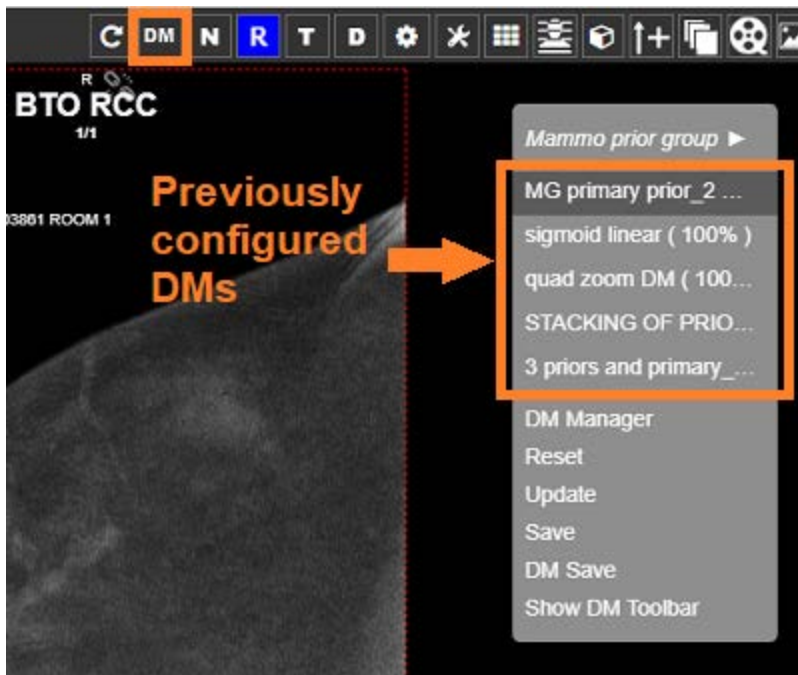 C DM N R T D
R
BTO RCC
1/1
03861 ROOM 1
Previously
configured
DMs
Mammo prior group ►
MG primary prior_2 ...
sigmoid linear ( 100% )
quad zoom DM ( 100...
STACKING OF PRIO...
3 priors and primary_...
DM Manager
Reset
Update
Save
DM Save
Show DM Toolbar